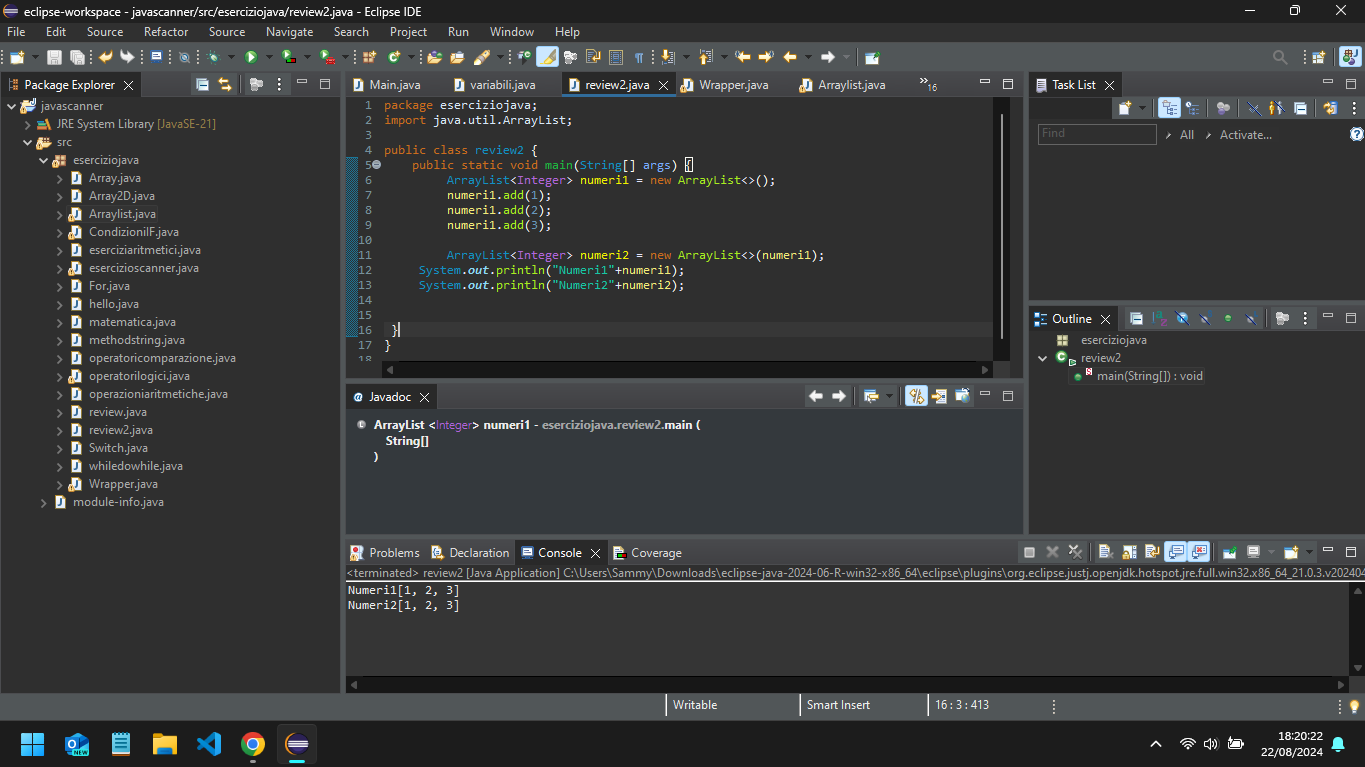 eclipse-workspace - javascanner/src/eserciziojava/review2.java - Eclipse IDE
File Edit Source Refactor Source Navigate Search Project Run Window Help
Package Explorer
javascanner
JRE System Library [JavaSE-21]
src
eserciziojava
Array.java
Array2D.java
Arraylist.java
CondizioniIF.java
eserciziaritmetici.java
esercizioscanner.java
For.java
hello.java
matematica.java
methodstring.java
operatoricomparazione.java
operatorilogici.java
operazioniaritmetiche.java
review.java
review2.java
Switch.java
whiledowhile.java
Wrapper.java
module-info.java
Main.java variabili.java review2.java Wrapper.java Arraylist.java »16
1 package eserciziojava;
2 import java.util.ArrayList;
3
4 public class review2 {
5 public static void main(String[] args) {
6 ArrayList<Integer> numeri1 = new ArrayList<>();
7 numeri1.add(1);
8 numeri1.add(2);
9 numeri1.add(3);
10
11 ArrayList<Integer> numeri2 = new ArrayList<>(numeri1);
12 System.out.println("Numeri1"+numeri1);
13 System.out.println("Numeri2"+numeri2);
14
15
16 }
17 }
18
Javadoc
ArrayList <Integer> numeri1 - eserciziojava.review2.main (
String[]
)
Problems Declaration Console Coverage
<terminated> review2 [Java Application] C:\Users\Sammy\Downloads\eclipse-java-2024-06-R-win32-x86_64\eclipse\plugins\org.eclipse.justj.openjdk.hotspot.jre.full.win32.x86_64_21.0.3.v202404
Numeri1[1, 2, 3]
Numeri2[1, 2, 3]
Task List
Find All Activate...
Outline
eserciziojava
review2
main(String[]) : void
Writable Smart Insert 16 : 3 : 413
NEW
18:20:22
22/08/2024